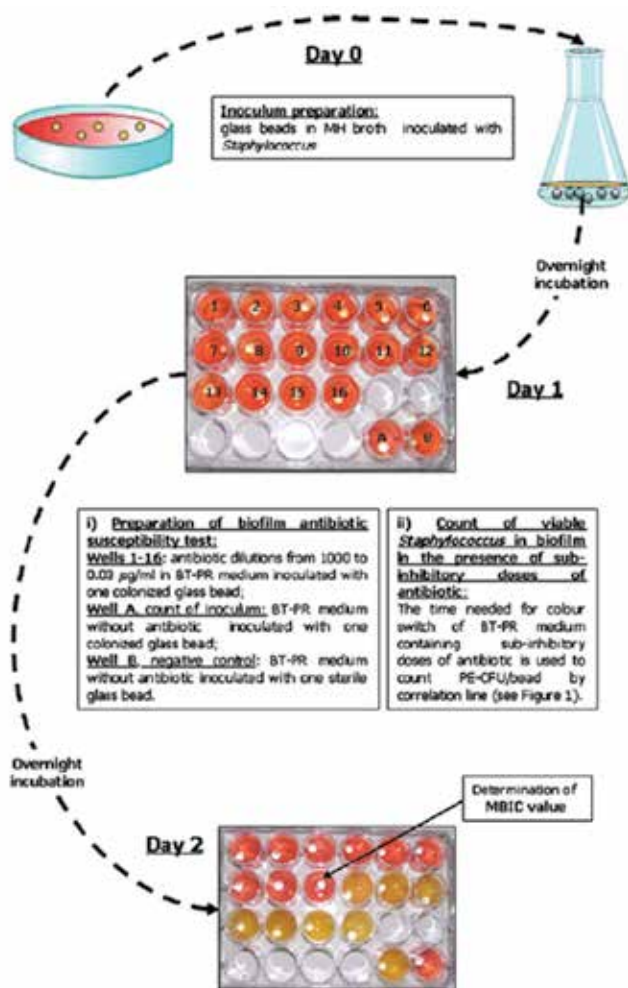 Day 0
Inoculum preparation:
glass beads in MH broth inoculated with
Staphylococcus
Overnight
incubation
1 2 3 4 5 6
7 8 9 10 11 12
13 14 15 16
A B
Day 1
i) Preparation of biofilm antibiotic
susceptibility test:
Wells 1-16: antibiotic dilutions from 1000 to
0.03 µg/ml in BT-PR medium inoculated with
one colonized glass bead;
Well A, count of inoculum: BT-PR medium
without antibiotic inoculated with one
colonized glass bead;
Well B, negative control: BT-PR medium
without antibiotic inoculated with one sterile
glass bead.
ii) Count of viable
Staphylococcus in biofilm
in the presence of sub-
inhibitory doses of
antibiotic:
The time needed for colour
switch of BT-PR medium
containing sub-inhibitory
doses of antibiotic is used to
count PE-CFU/bead by
correlation line (see Figure 1).
Overnight
incubation
Determination of
MBIC value
Day 2